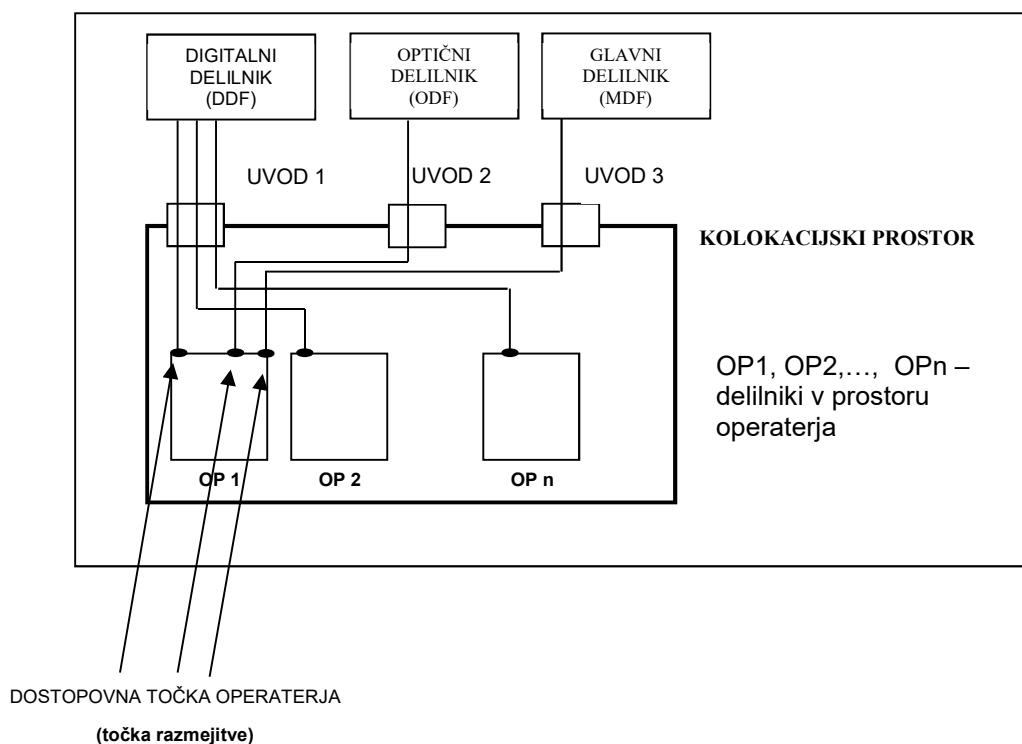 DIGITALNI
DELILNIK
(DDF)
OPTIČNI
DELILNIK
(ODF)
GLAVNI
DELILNIK
(MDF)
UVOD 1
UVOD 2
UVOD 3
KOLOKACIJSKI PROSTOR
OP1, OP2,…, OPn –
delilniki v prostoru
operaterja
OP 1
OP 2
OP n
DOSTOPOVNA TOČKA OPERATERJA
(točka razmejitve)